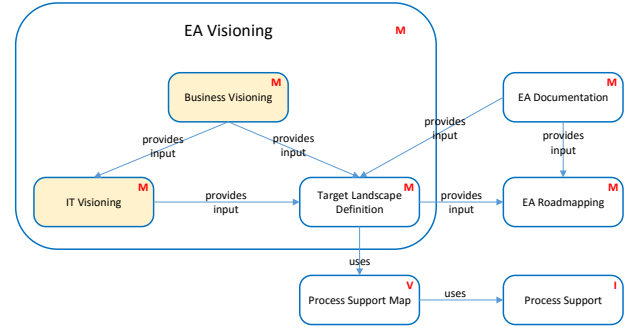 EA Visioning M
M
Business Visioning
M
EA Documentation
provides
input
provides
input
provides
input
provides
input
M
IT Visioning
provides
input
M
Target Landscape
Definition
provides
input
M
EA Roadmapping
uses
V
Process Support Map
uses
I
Process Support